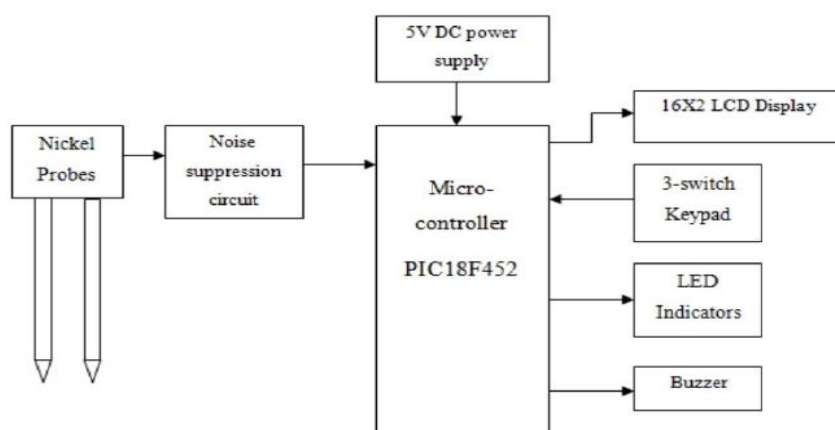 5V DC power
supply
16X2 LCD Display
Nickel
Probes
Noise
suppression
circuit
Micro-
controller
PIC18F452
3-switch
Keypad
LED
Indicators
Buzzer